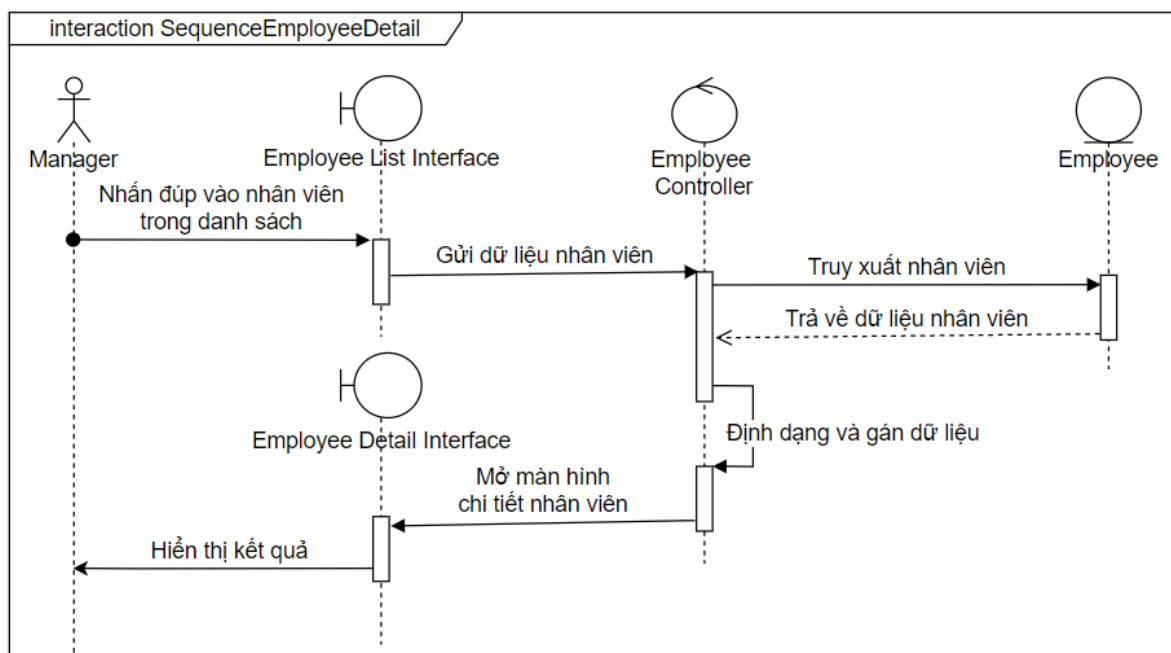 interaction SequenceEmployeeDetail
Manager
Employee List Interface
Employee
Controller
Employee
Nhấn đúp vào nhân viên
trong danh sách
Gửi dữ liệu nhân viên
Truy xuất nhân viên
Trả về dữ liệu nhân viên
Employee Detail Interface
Định dạng và gán dữ liệu
Mở màn hình
chi tiết nhân viên
Hiển thị kết quả